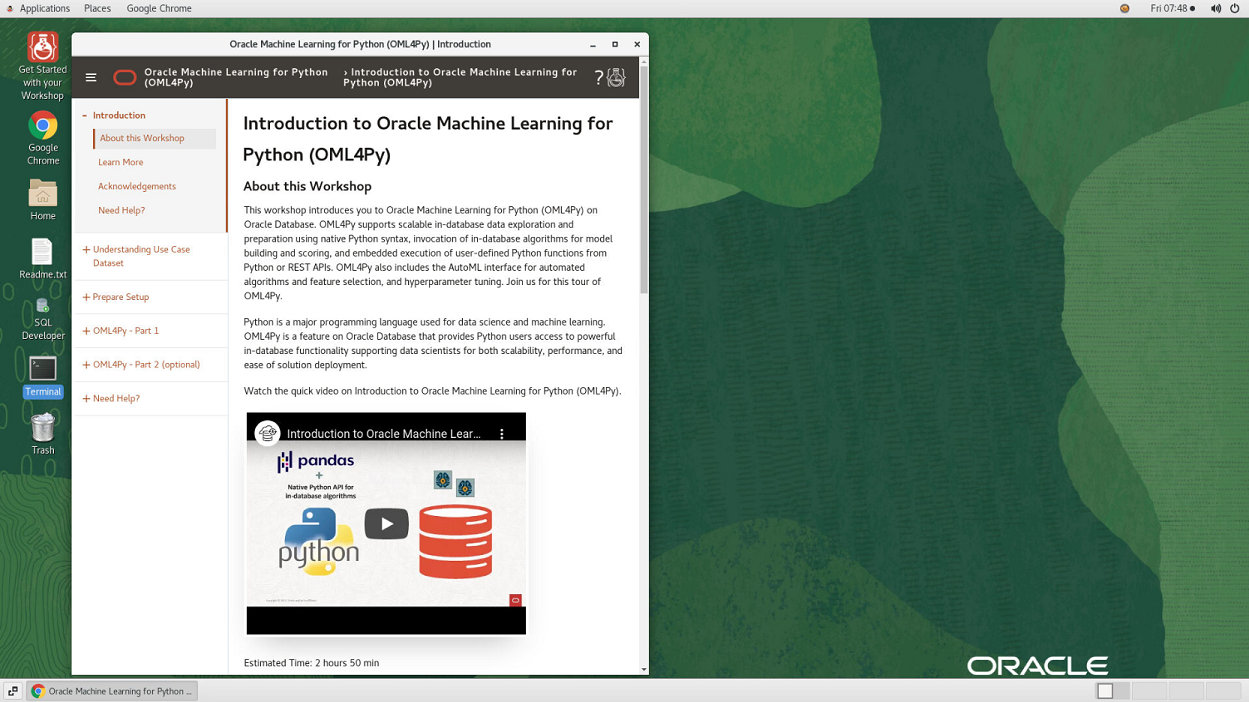 Applications Places Google Chrome Fri 07:48
Get Started
with your
Workshop
Google
Chrome
Home
Readme.txt
SQL
Developer
Terminal
Trash
Oracle Machine Learning for Python (OML4Py) | Introduction
Oracle Machine Learning for Python
(OML4Py)
› Introduction to Oracle Machine Learning for
Python (OML4Py)
?
- Introduction
About this Workshop
Learn More
Acknowledgements
Need Help?
+ Understanding Use Case
Dataset
+ Prepare Setup
+ OML4Py - Part 1
+ OML4Py - Part 2 (optional)
+ Need Help?
Introduction to Oracle Machine Learning for
Python (OML4Py)
About this Workshop
This workshop introduces you to Oracle Machine Learning for Python (OML4Py) on
Oracle Database. OML4Py supports scalable in-database data exploration and
preparation using native Python syntax, invocation of in-database algorithms for model
building and scoring, and embedded execution of user-defined Python functions from
Python or REST APIs. OML4Py also includes the AutoML interface for automated
algorithms and feature selection, and hyperparameter tuning. Join us for this tour of
OML4Py.
Python is a major programming language used for data science and machine learning.
OML4Py is a feature on Oracle Database that provides Python users access to powerful
in-database functionality supporting data scientists for both scalability, performance, and
ease of solution deployment.
Watch the quick video on Introduction to Oracle Machine Learning for Python (OML4Py).
Introduction to Oracle Machine Lear...
pandas
+
Native Python API for
in-database algorithms
python
Estimated Time: 2 hours 50 min
ORACLE
Oracle Machine Learning for Python ...